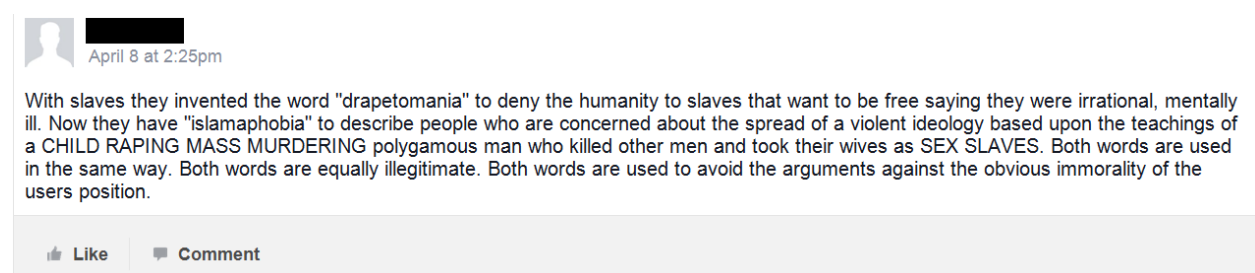 April 8 at 2:25pm
With slaves they invented the word "drapetomania" to deny the humanity to slaves that want to be free saying they were irrational, mentally
ill. Now they have "islamaphobia" to describe people who are concerned about the spread of a violent ideology based upon the teachings of
a CHILD RAPING MASS MURDERING polygamous man who killed other men and took their wives as SEX SLAVES. Both words are used
in the same way. Both words are equally illegitimate. Both words are used to avoid the arguments against the obvious immorality of the
users position.
Like Comment